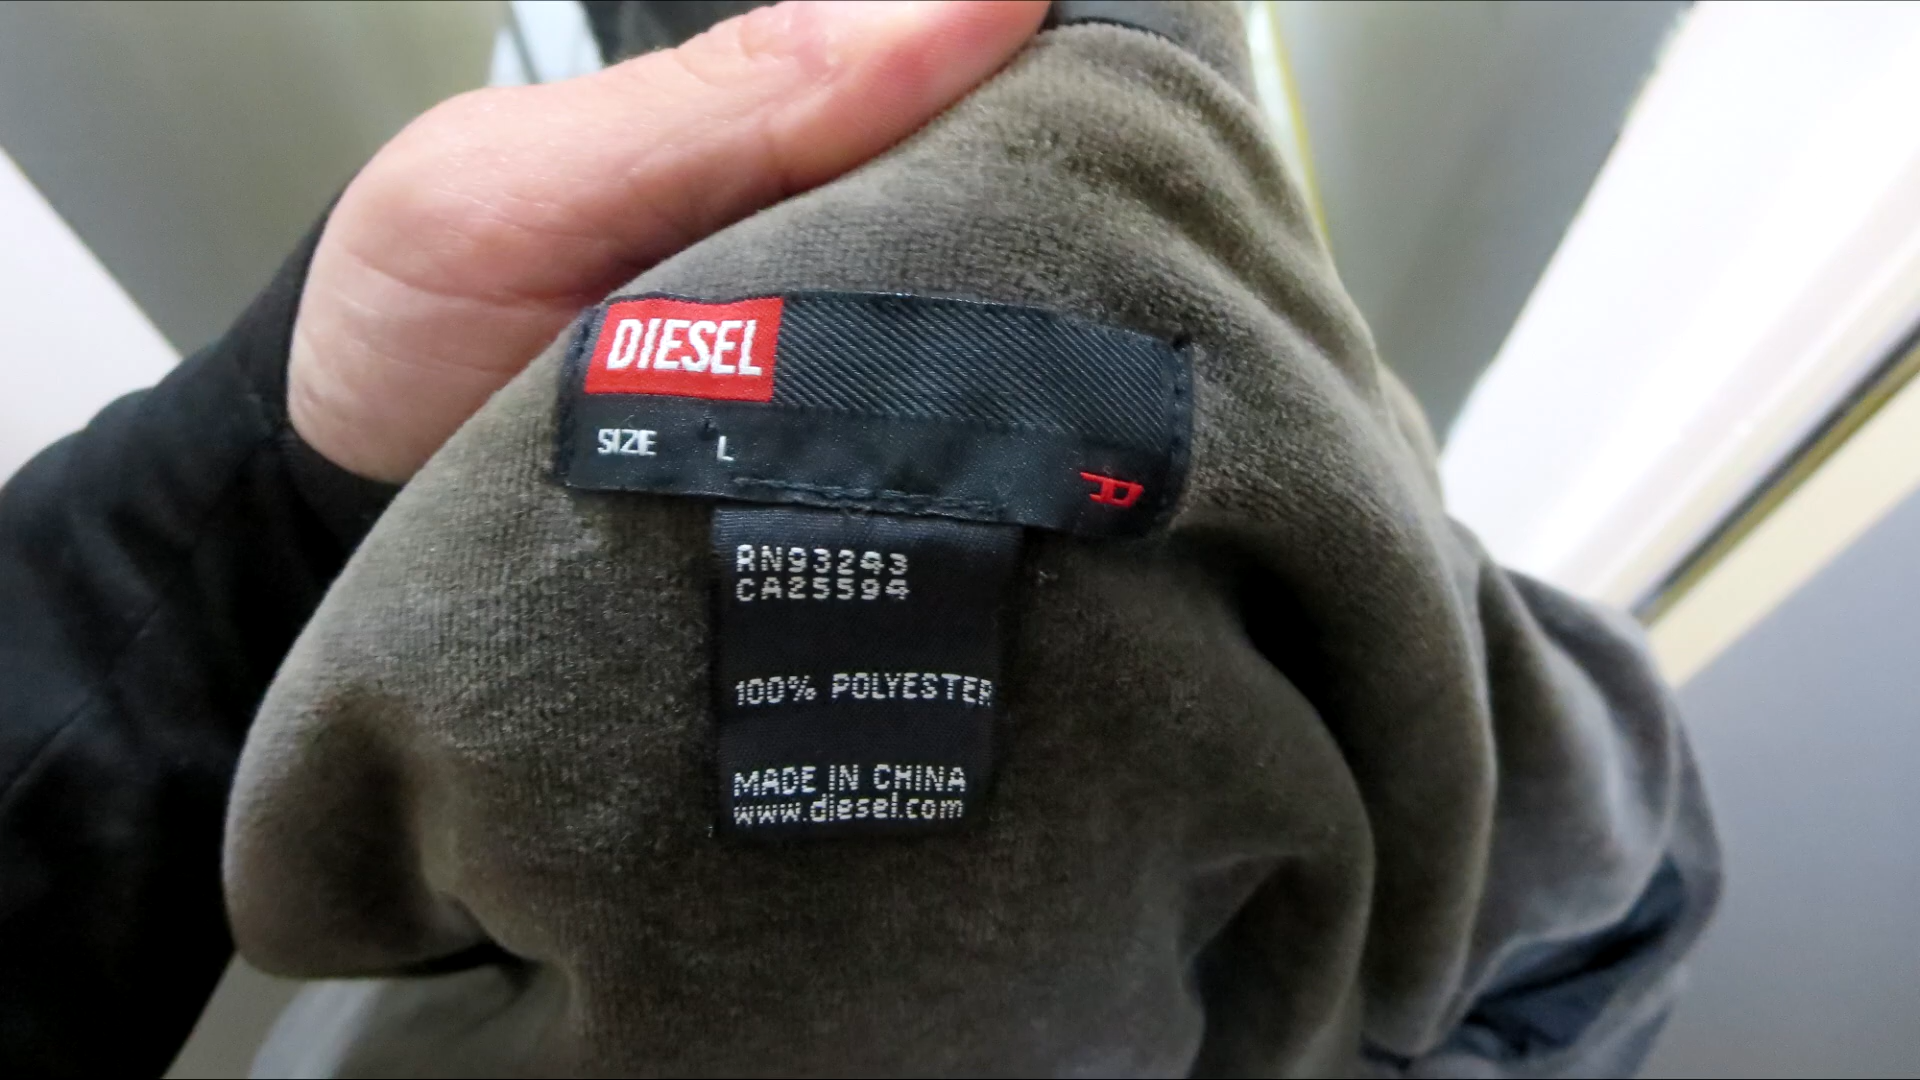 DIESEL
SIZE L
RN93243
CA25594
100% POLYESTER
MADE IN CHINA
www.diesel.com